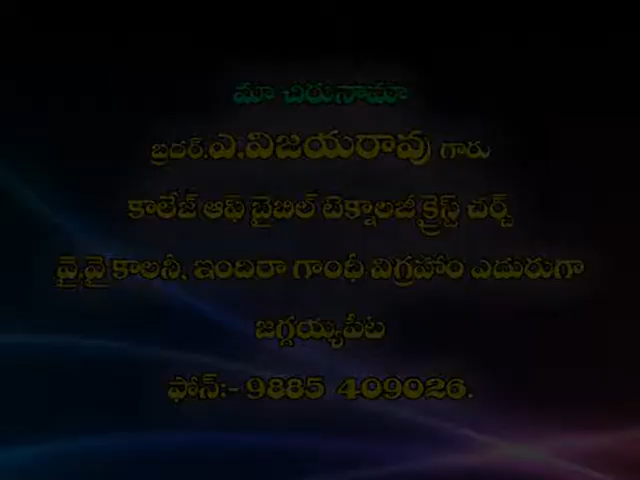 మా చిరునామా
బ్రదర్.ఎ.విజయరావు గారు
కాలేజ్ ఆఫ్ బైబిల్ టెక్నాలజీ,క్రైస్ట్ చర్చ్
వై.వై కాలనీ, ఇందిరా గాంధీ విగ్రహం ఎదురుగా
జగ్గయ్యపేట
ఫోన్:- 9885 409026.